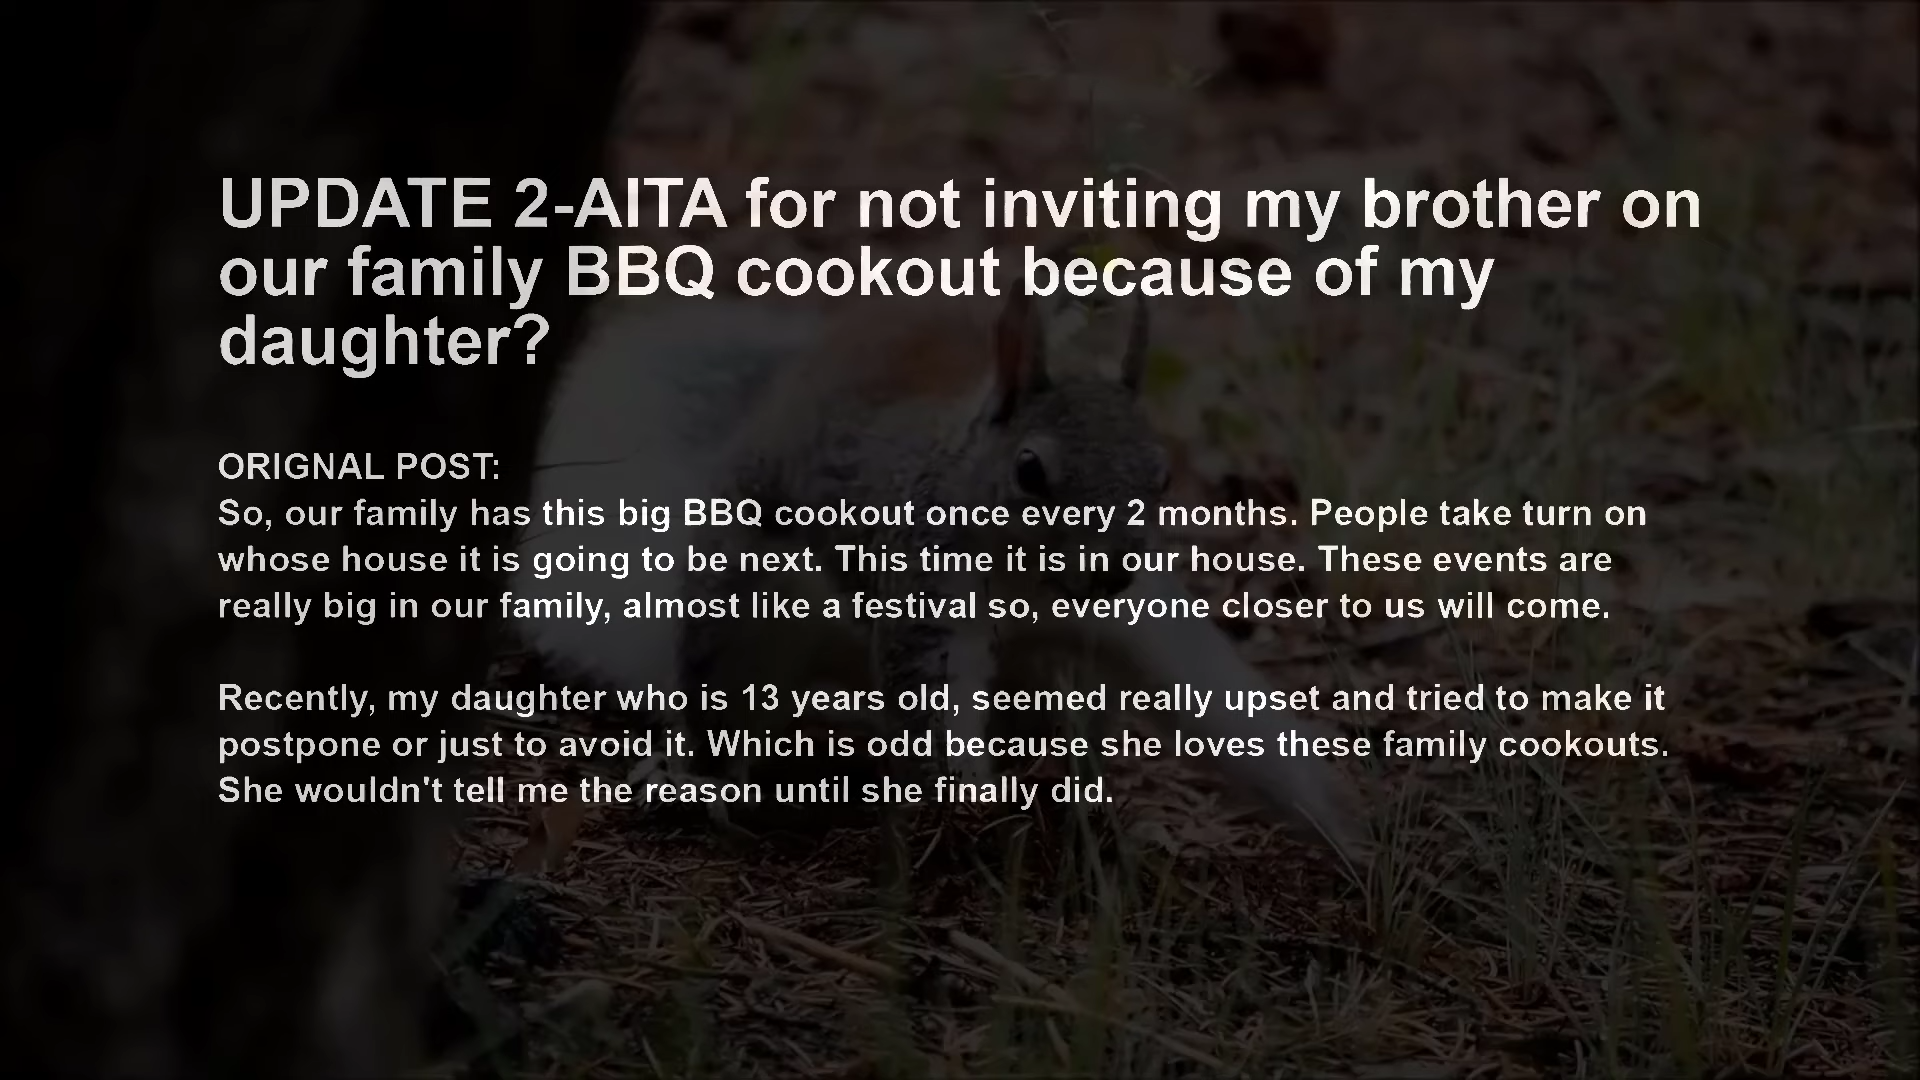 UPDATE 2-AITA for not inviting my brother on
our family BBQ cookout because of my
daughter?
ORIGNAL POST:
So, our family has this big BBQ cookout once every 2 months. People take turn on
whose house it is going to be next. This time it is in our house. These events are
really big in our family, almost like a festival so, everyone closer to us will come.
Recently, my daughter who is 13 years old, seemed really upset and tried to make it
postpone or just to avoid it. Which is odd because she loves these family cookouts.
She wouldn't tell me the reason until she finally did.